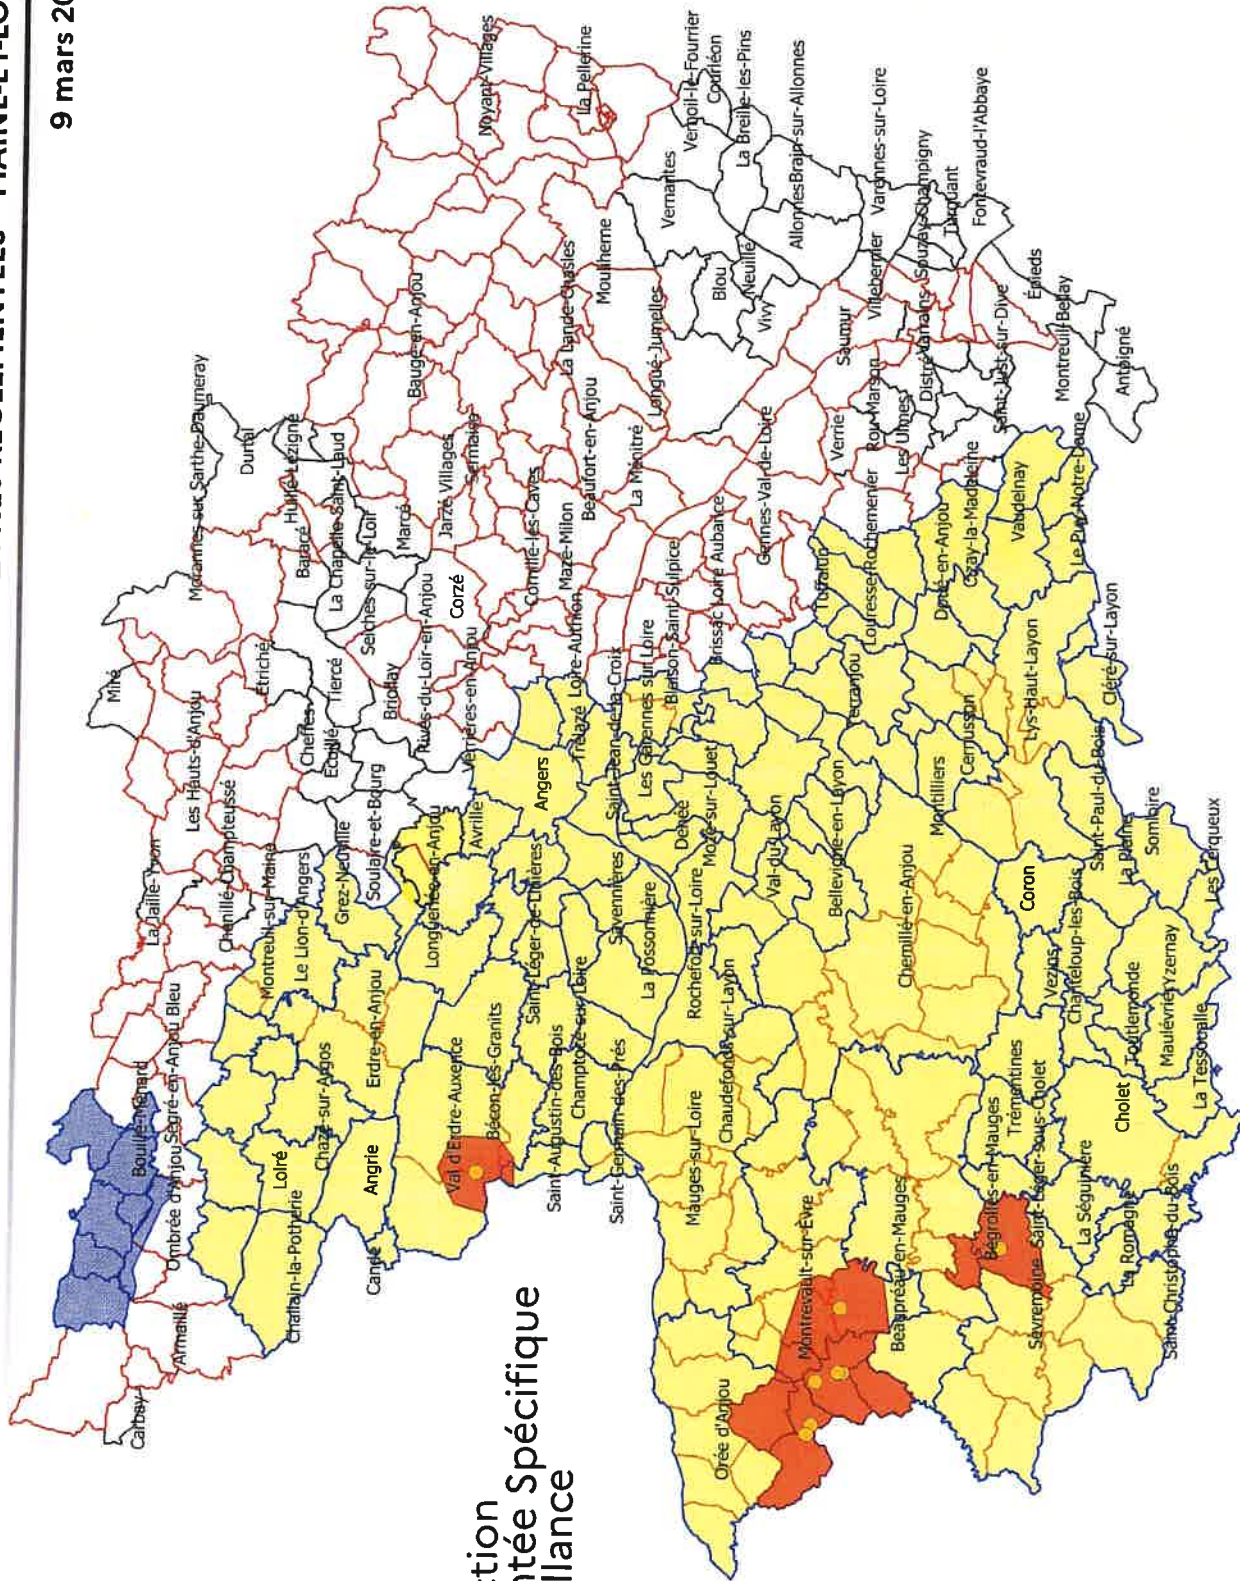 RÉGLEMENTÉES MAINE-ET-LO
9 mars 20
ction
ntée Spécifique
llance
Carbay
Bouillé-Ménard
La Jaille-Yvon
Miré
Armaillé
Ombrée d'Anjou
Segré-en-Anjou Bleu
Les Hauts-d'Anjou
Morannes sur Sarthe-Daumeray
Chenillé-Champteussé
Durtal
Challain-la-Potherie
Loiré
Chazé-sur-Argos
Montreuil-sur-Maine
Étriché
Le Lion-d'Angers
Cheffes
Baracé
Huillé-Lézigné
Écuillé
Tiercé
La Chapelle-Saint-Laud
Grez-Neuville
Candé
Angrie
Erdre-en-Anjou
Soulaire-et-Bourg
Briollay
Seiches-sur-le-Loir
Marcé
Longuenée-en-Anjou
Rives-du-Loir-en-Anjou
Corzé
Jarzé Villages
Baugé-en-Anjou
Val d'Erdre-Auxence
Bécon-les-Granits
Avrillé
Verrières-en-Anjou
Sermaise
Noyant-Villages
Saint-Augustin-des-Bois
Saint-Léger-de-Linières
Angers
Cornillé-les-Caves
Champtocé-sur-Loire
Trélazé
Loire-Authion
Mazé-Milon
Beaufort-en-Anjou
La Lande-Chasles
La Pellerine
Saint-Germain-des-Prés
Savennières
Saint-Jean-de-la-Croix
Mouliherne
La Possonnière
Les Garennes sur Loire
La Ménitré
Longué-Jumelles
Blaison-Saint-Sulpice
Vernantes
Vernoil-le-Fourrier
Mauges-sur-Loire
Rochefort-sur-Loire
Denée
Mozé-sur-Louet
Brissac Loire Aubance
Blou
Courléon
Orée d'Anjou
Chaudefonds-sur-Layon
Neuillé
La Breille-les-Pins
Val-du-Layon
Gennes-Val-de-Loire
Vivy
Allonnes
Brain-sur-Allonnes
Montrevault-sur-Èvre
Bellevigne-en-Layon
Tuffalun
Verrie
Saumur
Terranjou
Louresse-Rochemenier
Rou-Marson
Villebernier
Varennes-sur-Loire
Beaupréau-en-Mauges
Chemillé-en-Anjou
Les Ulmes
Distré
Varrains
Souzay-Champigny
Montilliers
Doué-en-Anjou
Turquant
Cernusson
Cizay-la-Madeleine
Fontevraud-l'Abbaye
Bégrolles-en-Mauges
Trémentines
Saint-Just-sur-Dive
Vaudelnay
Coron
Lys-Haut-Layon
Épieds
Sèvremoine
Saint-Léger-sous-Cholet
Vezins
Montreuil-Bellay
La Séguinière
Chanteloup-les-Bois
Saint-Paul-du-Bois
Le Puy-Notre-Dame
Cléré-sur-Layon
Cholet
La Romagne
Toutlemonde
La Plaine
Antoigné
Somloire
Saint-Christophe-du-Bois
Maulévrier
Yzernay
La Tessoualle
Les Cerqueux